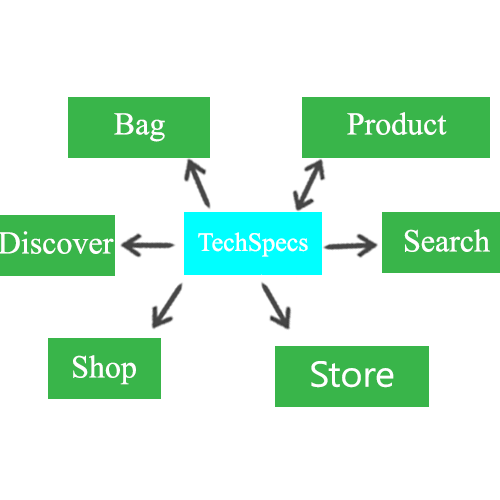 Bag
Product
Discover
TechSpecs
Search
Shop
Store